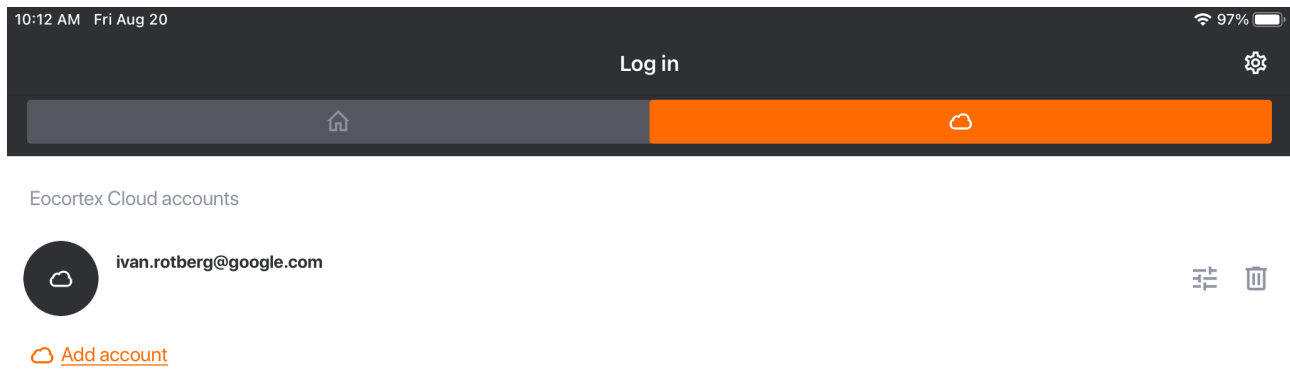 10:12 AM Fri Aug 20 97%
Log in
Eocortex Cloud accounts
ivan.rotberg@google.com
Add account